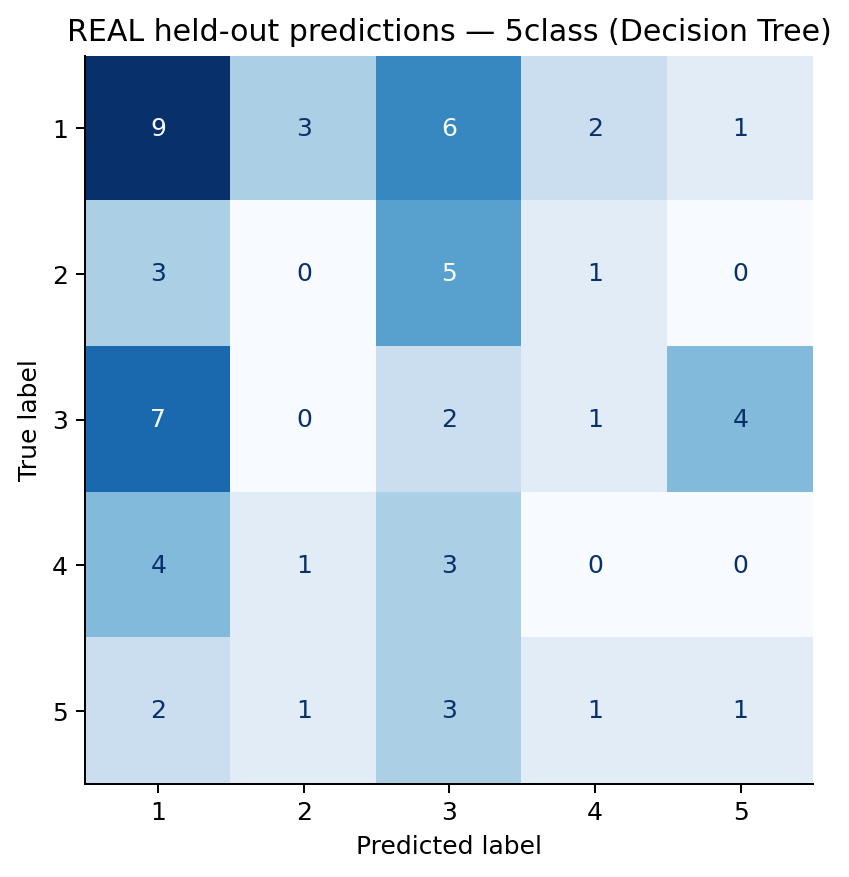 REAL held-out predictions — 5class (Decision Tree)
1 9 3 6 2 1
2 3 0 5 1 0
3 7 0 2 1 4
4 4 1 3 0 0
5 2 1 3 1 1
1 2 3 4 5
True label
Predicted label